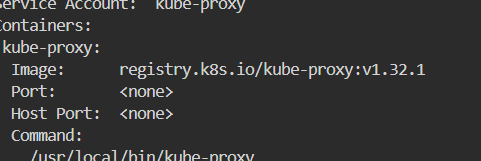 Service Account:  kube-proxy
Containers:
 kube-proxy:
  Image:      registry.k8s.io/kube-proxy:v1.32.1
  Port:       <none>
  Host Port:  <none>
  Command:
    /usr/local/bin/kube-proxy